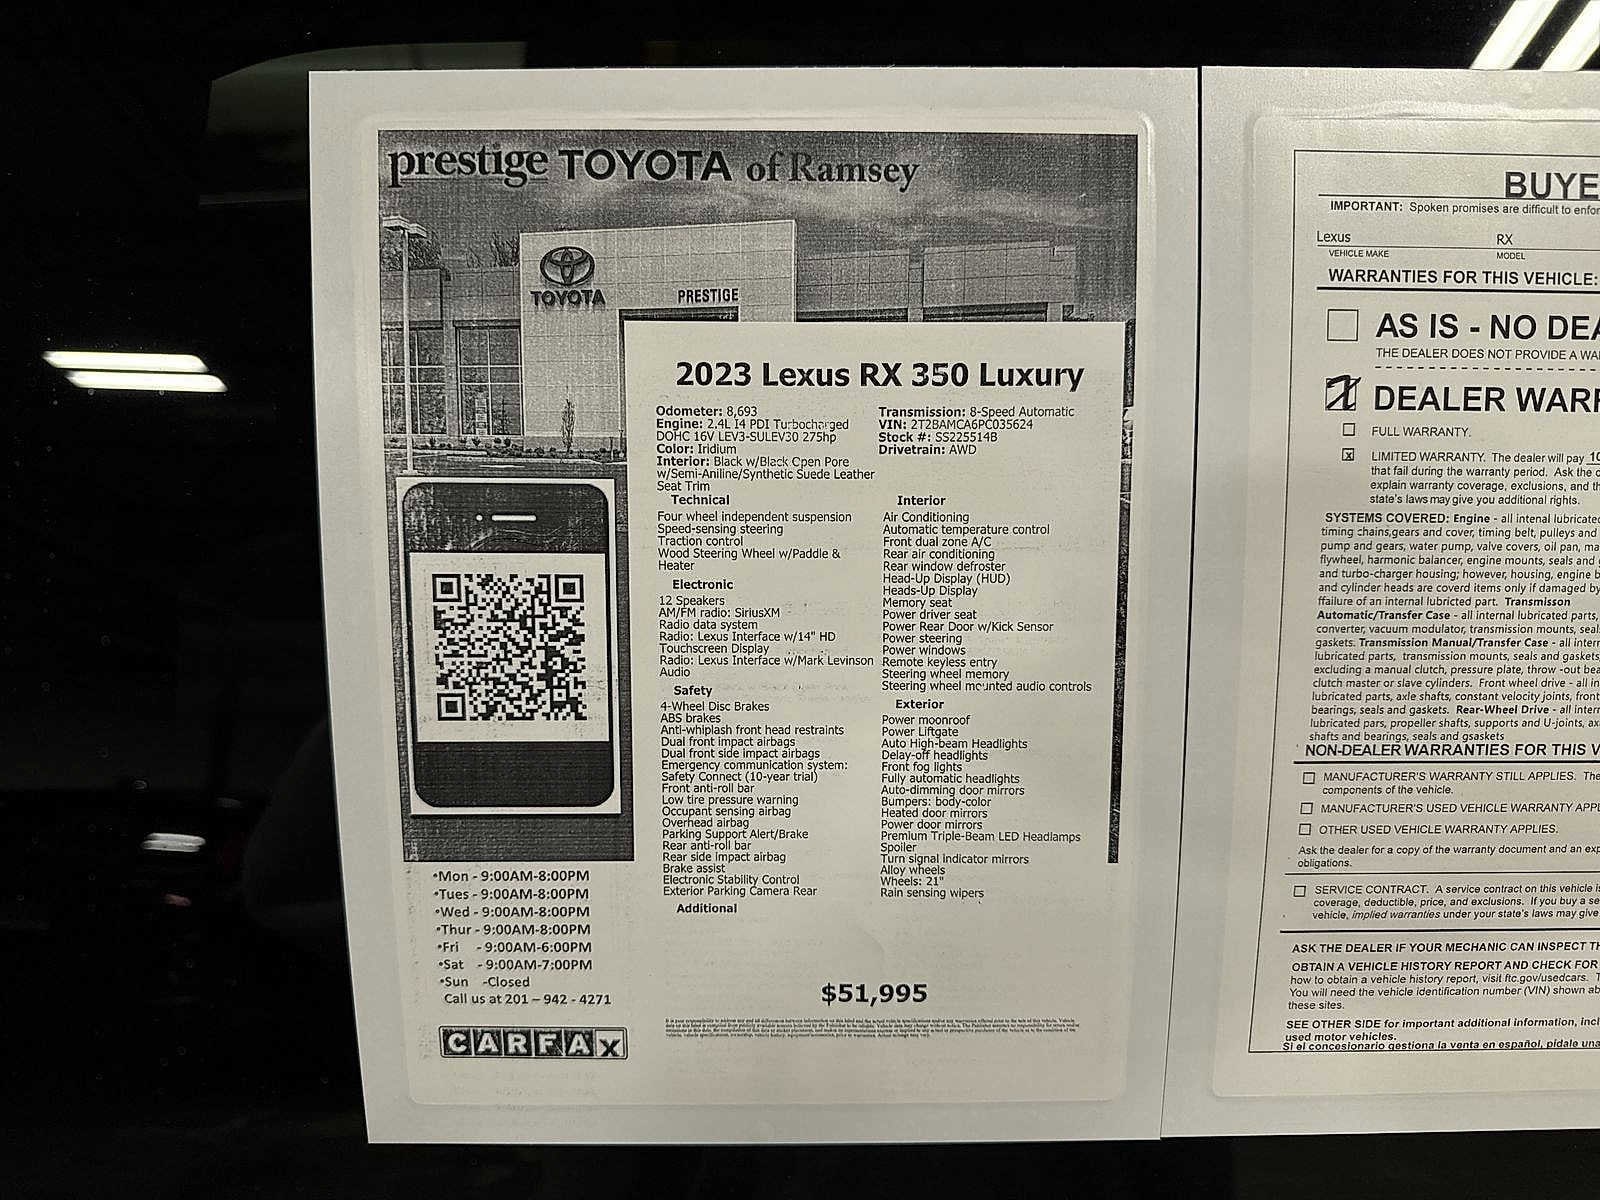 prestige TOYOTA of Ramsey
TOYOTA
PRESTIGE
2023 Lexus RX 350 Luxury
Odometer: 8,693
Engine: 2.4L I4 PDI Turbocharged
DOHC 16V LEV3-SULEV30 275hp
Color: Iridium
Interior: Black w/Black Open Pore
w/Semi-Aniline/Synthetic Suede Leather
Seat Trim
Transmission: 8-Speed Automatic
VIN: 2T2BAMCA6PC035624
Stock #: SS225514B
Drivetrain: AWD
Technical
Four wheel independent suspension
Speed-sensing steering
Traction control
Wood Steering Wheel w/Paddle &
Heater
Electronic
12 Speakers
AM/FM radio: SiriusXM
Radio data system
Radio: Lexus Interface w/14" HD
Touchscreen Display
Radio: Lexus Interface w/Mark Levinson
Audio
Safety
4-Wheel Disc Brakes
ABS brakes
Anti-whiplash front head restraints
Dual front impact airbags
Dual front side impact airbags
Emergency communication system:
Safety Connect (10-year trial)
Front anti-roll bar
Low tire pressure warning
Occupant sensing airbag
Overhead airbag
Parking Support Alert/Brake
Rear anti-roll bar
Rear side impact airbag
Brake assist
Electronic Stability Control
Exterior Parking Camera Rear
Additional
Interior
Air Conditioning
Automatic temperature control
Front dual zone A/C
Rear air conditioning
Rear window defroster
Head-Up Display (HUD)
Heads-Up Display
Memory seat
Power driver seat
Power Rear Door w/Kick Sensor
Power steering
Power windows
Remote keyless entry
Steering wheel memory
Steering wheel mounted audio controls
Exterior
Power moonroof
Power Liftgate
Auto High-beam Headlights
Delay-off headlights
Front fog lights
Fully automatic headlights
Auto-dimming door mirrors
Bumpers: body-color
Heated door mirrors
Power door mirrors
Premium Triple-Beam LED Headlamps
Spoiler
Turn signal indicator mirrors
Alloy wheels
Wheels: 21"
Rain sensing wipers
$51,995
•Mon - 9:00AM-8:00PM
•Tues - 9:00AM-8:00PM
•Wed - 9:00AM-8:00PM
•Thur - 9:00AM-8:00PM
•Fri - 9:00AM-6:00PM
•Sat - 9:00AM-7:00PM
•Sun -Closed
Call us at 201 – 942 - 4271
CARFAX
BUYE
IMPORTANT: Spoken promises are difficult to enfor
Lexus RX
VEHICLE MAKE MODEL
WARRANTIES FOR THIS VEHICLE:
AS IS - NO DEA
THE DEALER DOES NOT PROVIDE A WA
DEALER WARR
FULL WARRANTY.
LIMITED WARRANTY. The dealer will pay 10
that fail during the warranty period. Ask the d
explain warranty coverage, exclusions, and th
state's laws may give you additional rights.
SYSTEMS COVERED: Engine - all intenal lubricated
timing chains,gears and cover, timing belt, pulleys and
pump and gears, water pump, valve covers, oil pan, ma
flywheel, harmonic balancer, engine mounts, seals and g
and turbo-charger housing; however, housing, engine b
and cylinder heads are coverd items only if damaged by
ffailure of an internal lubricted part. Transmisson
Automatic/Transfer Case - all internal lubricated parts,
converter, vacuum modulator, transmission mounts, seals
gaskets. Transmission Manual/Transfer Case - all intern
lubricated parts, transmission mounts, seals and gaskets,
excluding a manual clutch, pressure plate, throw -out bea
clutch master or slave cylinders. Front wheel drive - all in
lubricated parts, axle shafts, constant velocity joints, front
bearings, seals and gaskets. Rear-Wheel Drive - all intern
lubricated pars, propeller shafts, supports and U-joints, ax
shafts and bearings, seals and gsaskets
NON-DEALER WARRANTIES FOR THIS V
MANUFACTURER'S WARRANTY STILL APPLIES. The
components of the vehicle.
MANUFACTURER'S USED VEHICLE WARRANTY APPL
OTHER USED VEHICLE WARRANTY APPLIES.
Ask the dealer for a copy of the warranty document and an exp
obligations.
SERVICE CONTRACT. A service contract on this vehicle is
coverage, deductible, price, and exclusions. If you buy a se
vehicle, implied warranties under your state's laws may give
ASK THE DEALER IF YOUR MECHANIC CAN INSPECT TH
OBTAIN A VEHICLE HISTORY REPORT AND CHECK FOR
how to obtain a vehicle history report, visit ftc.gov/usedcars. T
You will need the vehicle identification number (VIN) shown ab
these sites.
SEE OTHER SIDE for important additional information, incl
used motor vehicles.
Si el concesionario gestiona la venta en español, pídale una